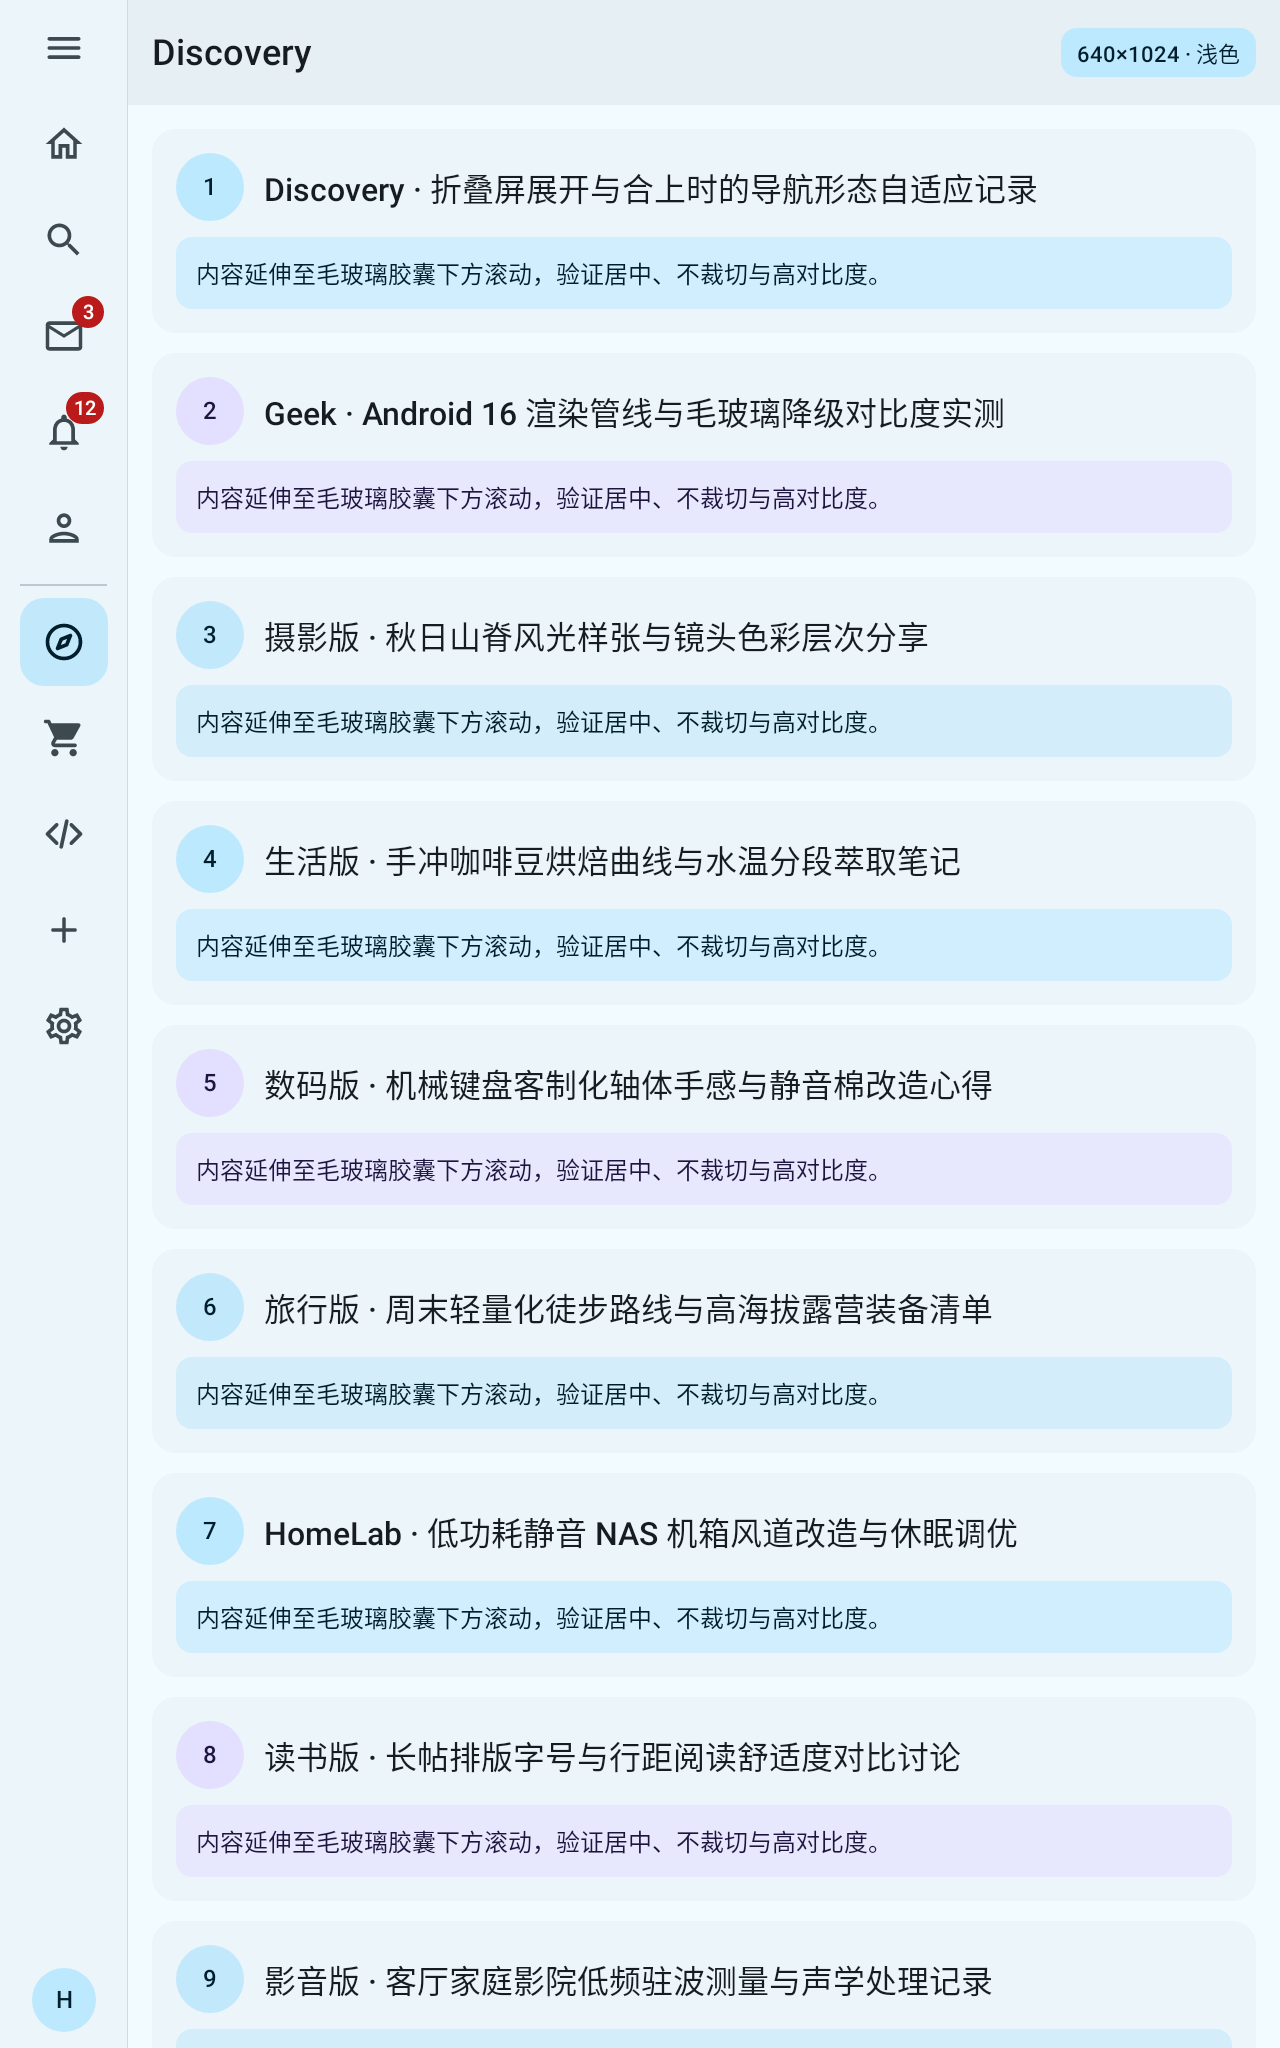 Discovery
640×1024 · 浅色
3
12
H
1
Discovery · 折叠屏展开与合上时的导航形态自适应记录
内容延伸至毛玻璃胶囊下方滚动，验证居中、不裁切与高对比度。
2
Geek · Android 16 渲染管线与毛玻璃降级对比度实测
内容延伸至毛玻璃胶囊下方滚动，验证居中、不裁切与高对比度。
3
摄影版 · 秋日山脊风光样张与镜头色彩层次分享
内容延伸至毛玻璃胶囊下方滚动，验证居中、不裁切与高对比度。
4
生活版 · 手冲咖啡豆烘焙曲线与水温分段萃取笔记
内容延伸至毛玻璃胶囊下方滚动，验证居中、不裁切与高对比度。
5
数码版 · 机械键盘客制化轴体手感与静音棉改造心得
内容延伸至毛玻璃胶囊下方滚动，验证居中、不裁切与高对比度。
6
旅行版 · 周末轻量化徒步路线与高海拔露营装备清单
内容延伸至毛玻璃胶囊下方滚动，验证居中、不裁切与高对比度。
7
HomeLab · 低功耗静音 NAS 机箱风道改造与休眠调优
内容延伸至毛玻璃胶囊下方滚动，验证居中、不裁切与高对比度。
8
读书版 · 长帖排版字号与行距阅读舒适度对比讨论
内容延伸至毛玻璃胶囊下方滚动，验证居中、不裁切与高对比度。
9
影音版 · 客厅家庭影院低频驻波测量与声学处理记录